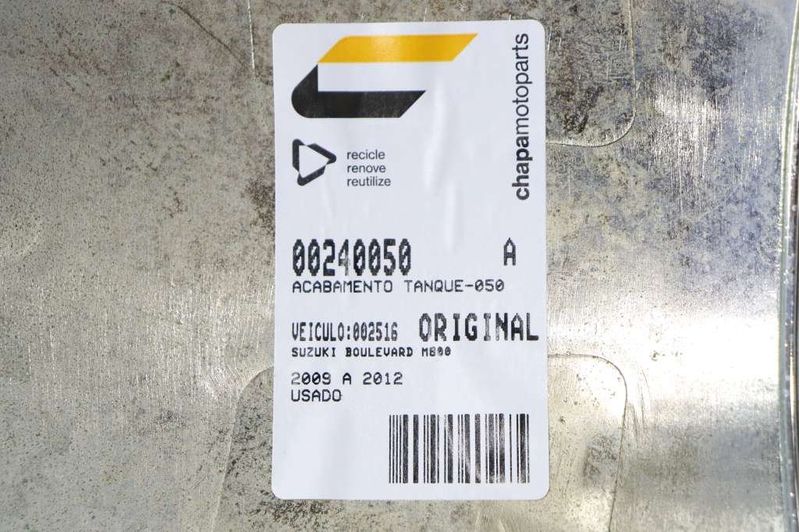 chapamotoparts
recicle
renove
reutilize
00240050 A
ACABAMENTO TANQUE-050
VEICULO:002516 ORIGINAL
SUZUKI BOULEVARD M800
2009 A 2012
USADO